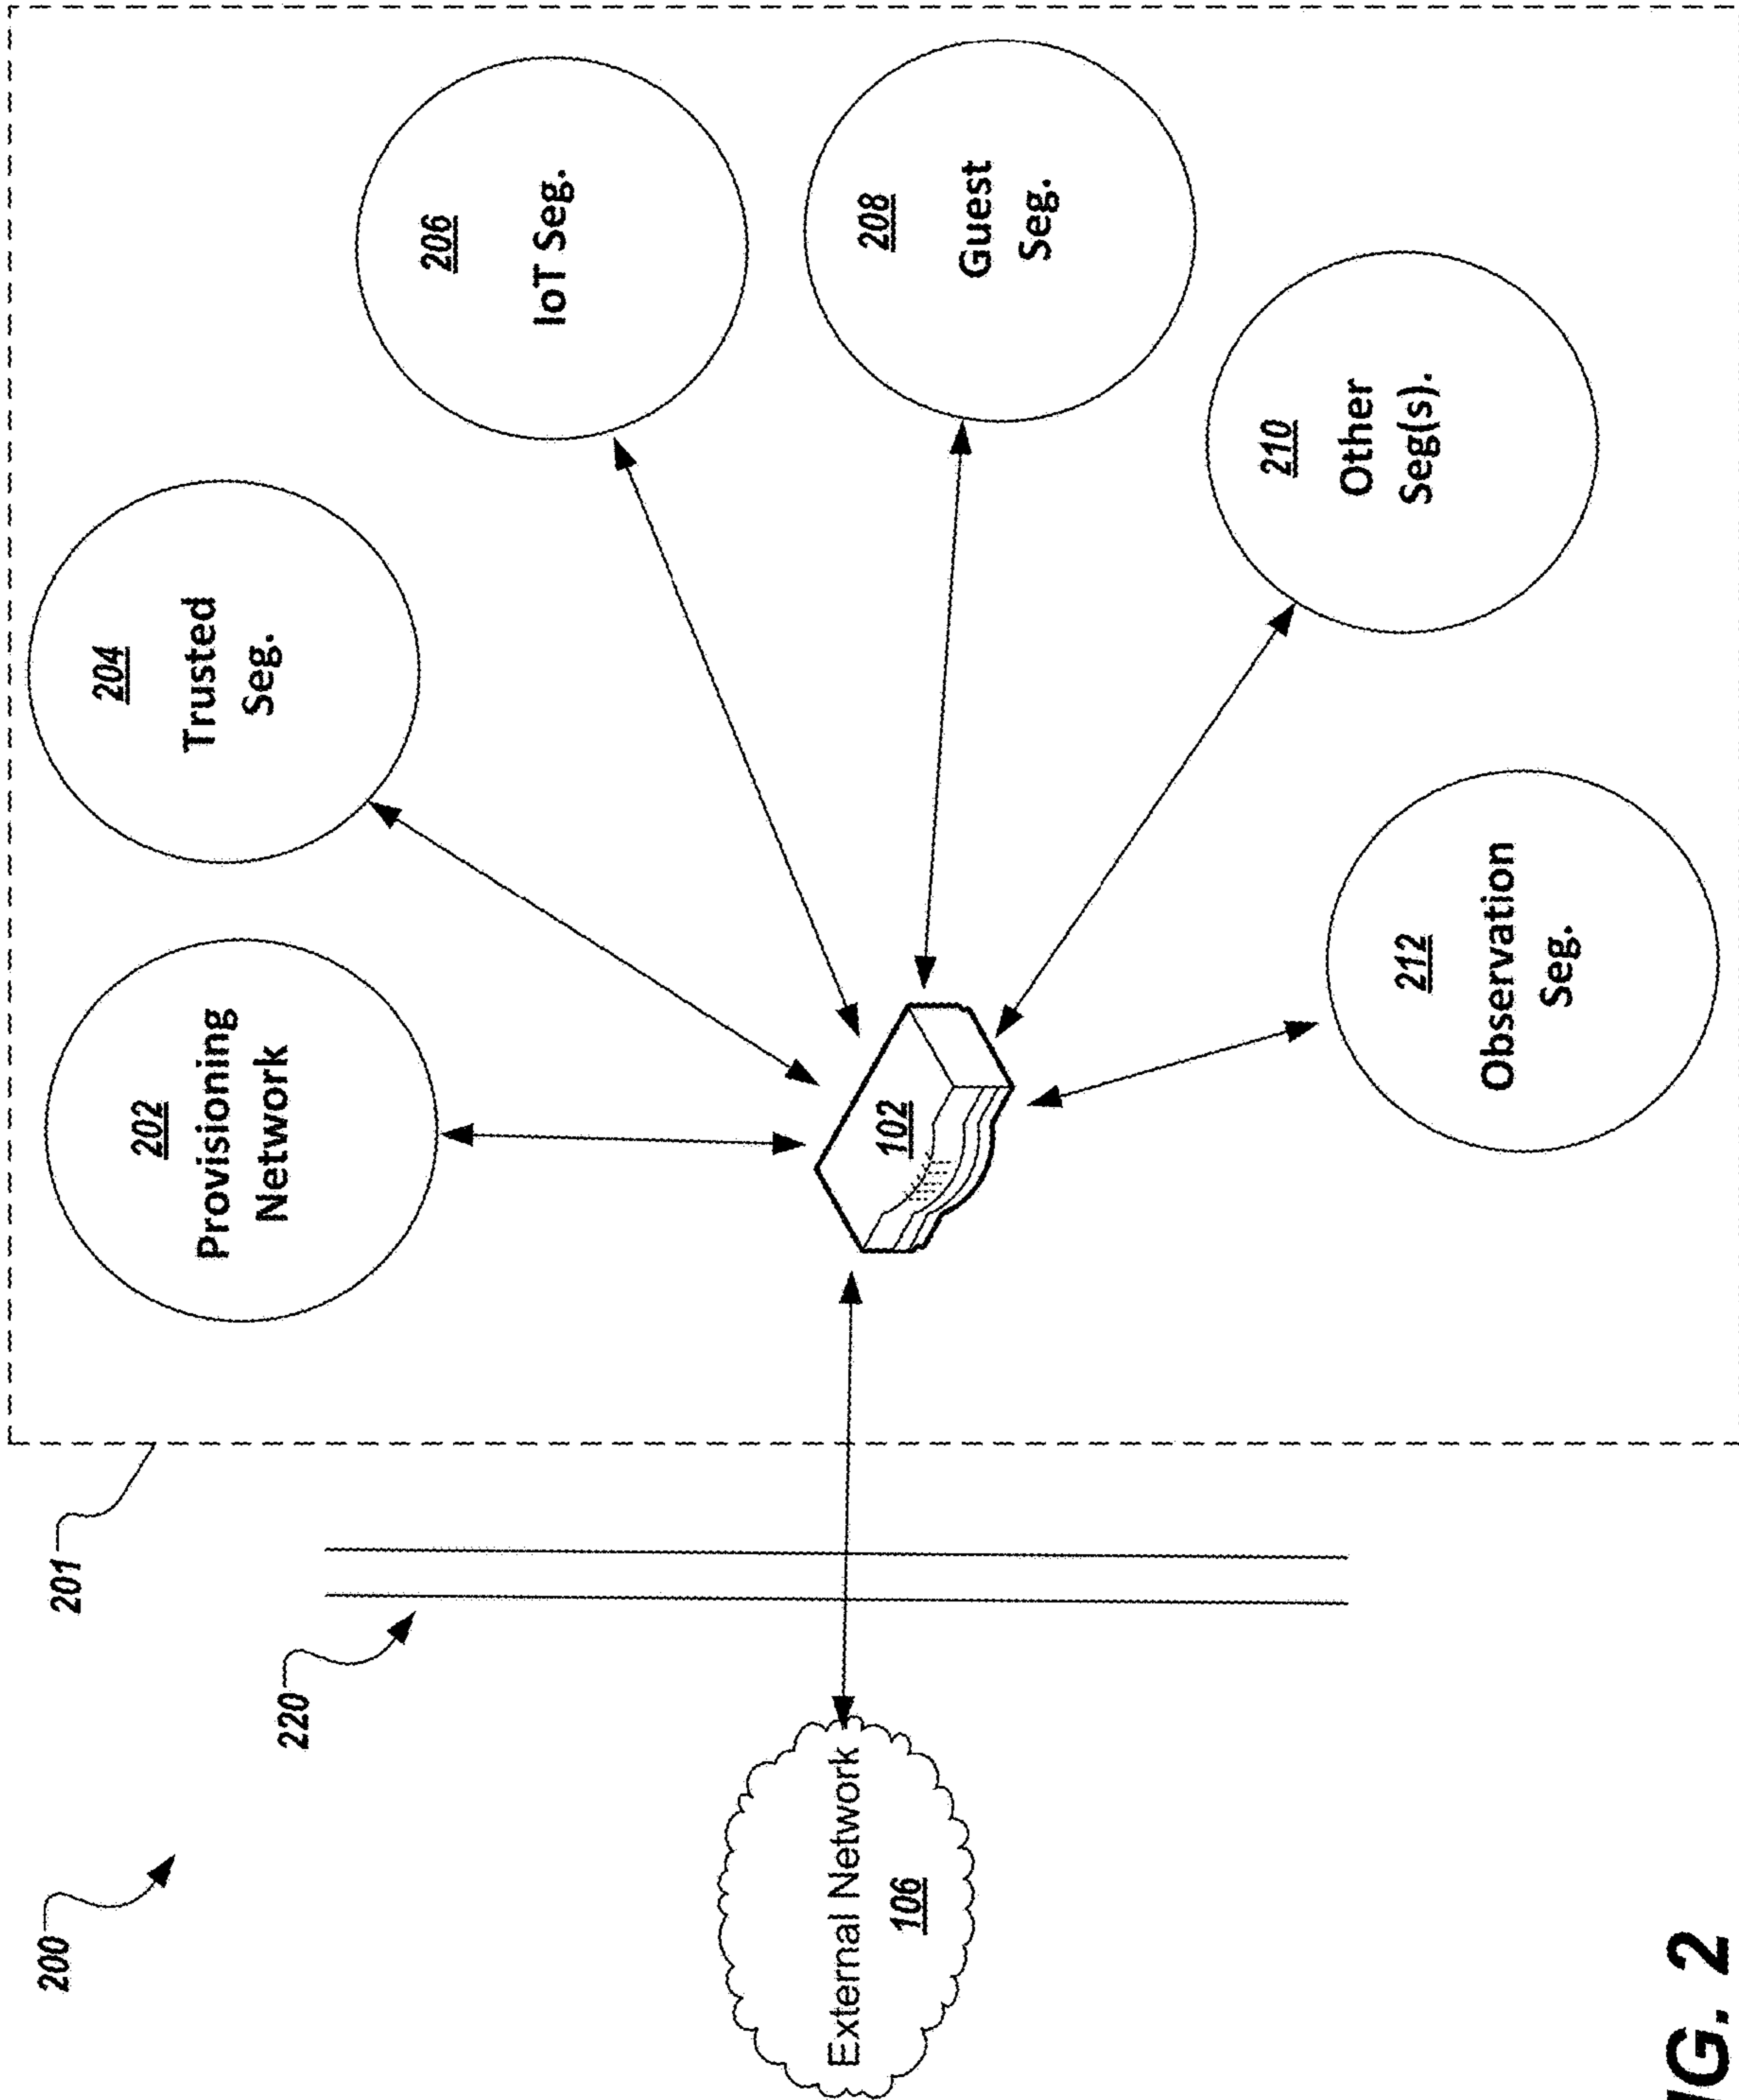 200
201
220
202
Provisioning
Network
204
Trusted
Seg.
206
IoT Seg.
208
Guest
Seg.
210
Other
Seg(s).
212
Observation
Seg.
102
External Network
106
IG. 2